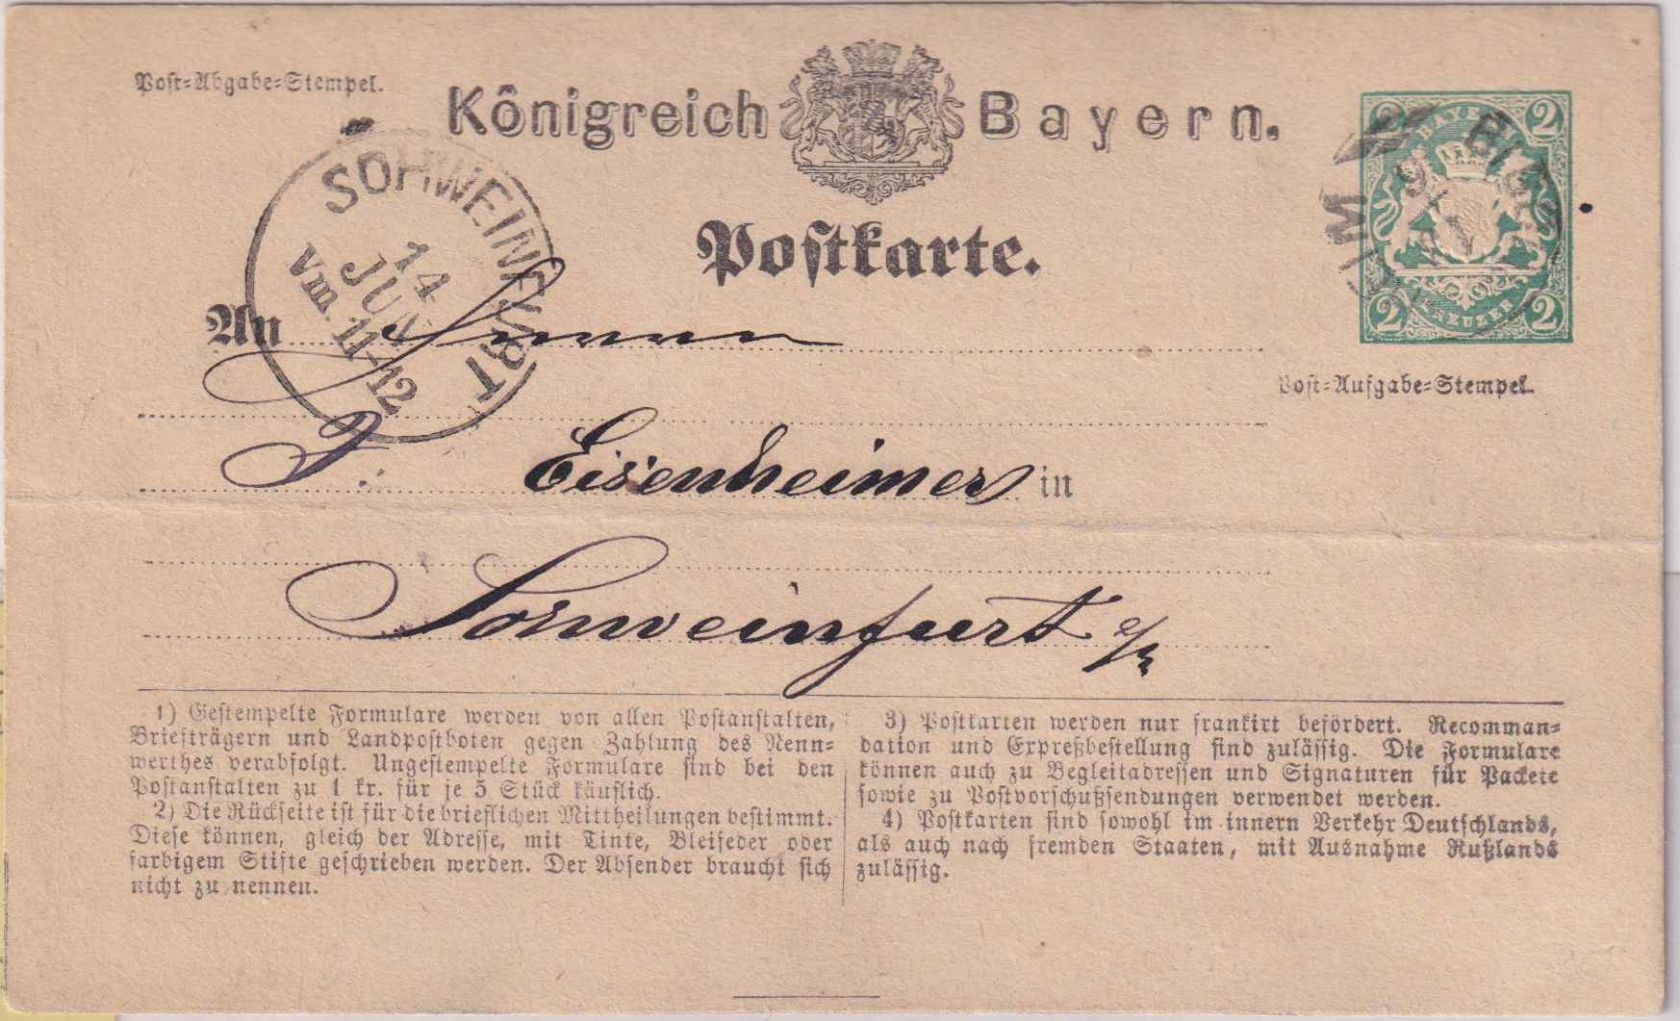 Post-Abgabe-Stempel.
Königreich Bayern.
2 2
BAYERN
KREUZER
2 2
SCHWEINFURT
14
JUN
Vm. 11-12
Postkarte.
An Herrn
Post-Aufgabe-Stempel.
J. Eisenheimer in
Schweinfurt a/M
1) Gestempelte Formulare werden von allen Postanstalten,
Briefträgern und Landpostboten gegen Zahlung des Nenn-
werthes verabfolgt. Ungestempelte Formulare sind bei den
Postanstalten zu 1 kr. für je 5 Stück käuflich.
2) Die Rückseite ist für die brieflichen Mittheilungen bestimmt.
Diese können, gleich der Adresse, mit Tinte, Bleifeder oder
farbigem Stifte geschrieben werden. Der Absender braucht sich
nicht zu nennen.
3) Postkarten werden nur frankirt befördert. Recomman-
dation und Expreßbestellung sind zulässig. Die Formulare
können auch zu Begleitadressen und Signaturen für Packete
sowie zu Postvorschußsendungen verwendet werden.
4) Postkarten sind sowohl im innern Verkehr Deutschlands,
als auch nach fremden Staaten, mit Ausnahme Rußlands
zulässig.